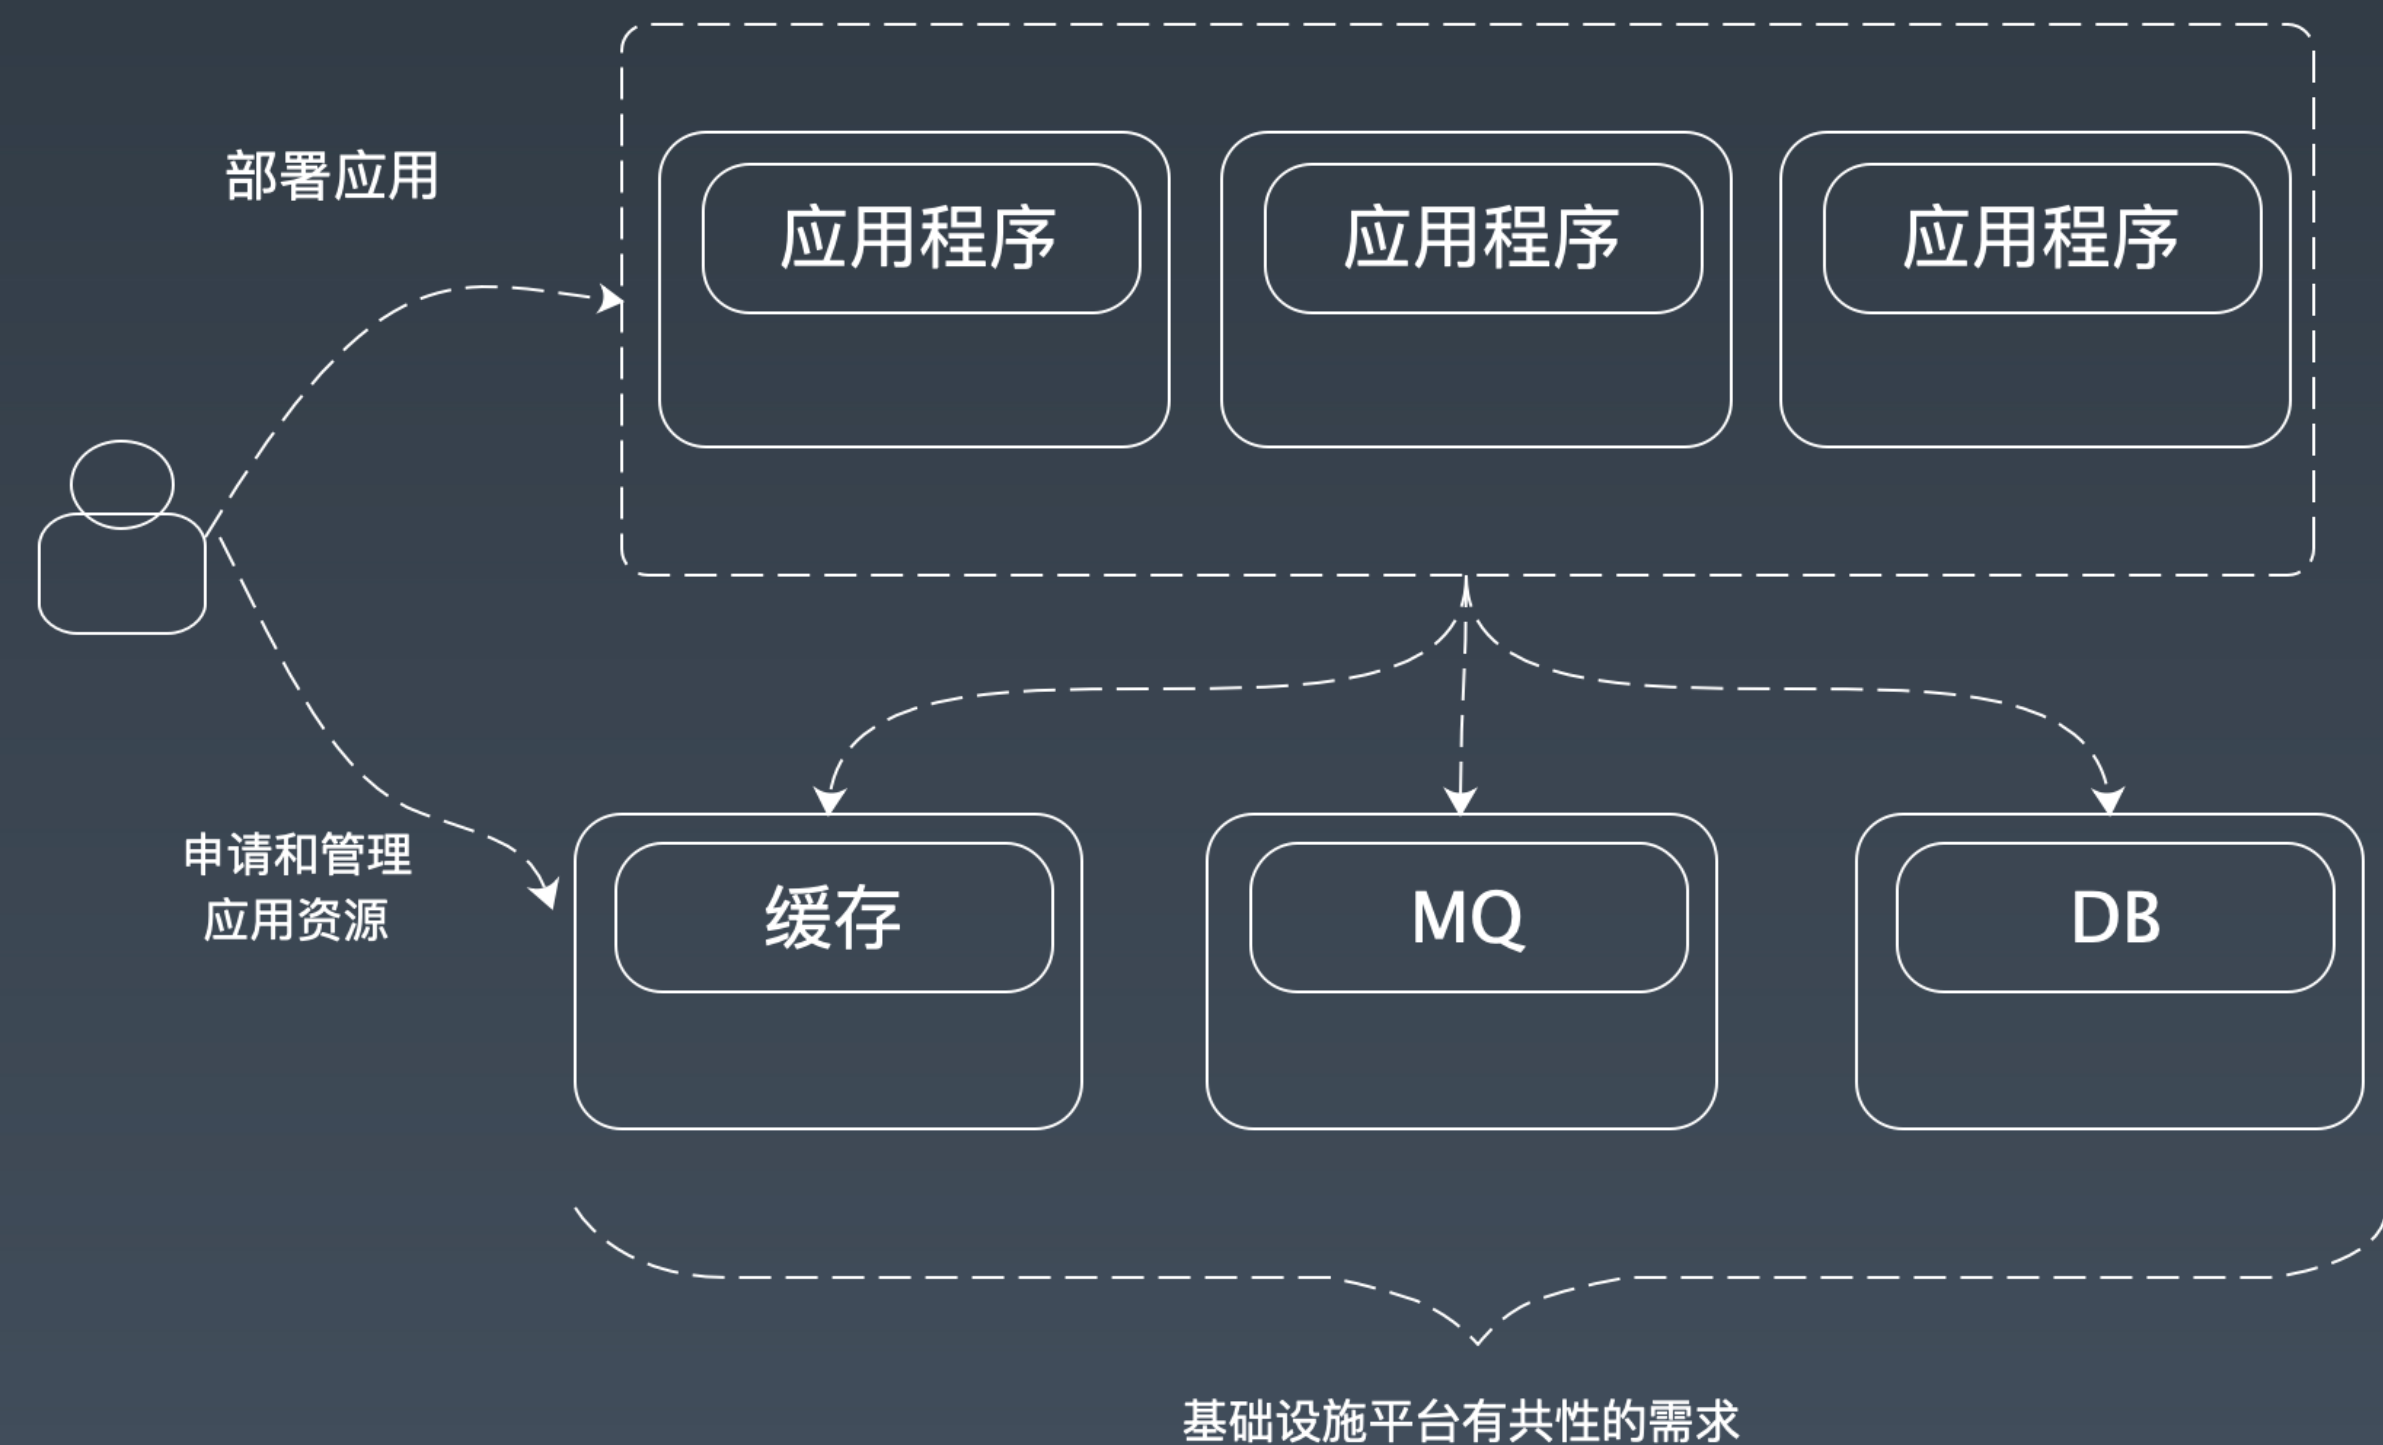 部署应用
应用程序
应用程序
应用程序
申请和管理
应用资源
缓存
MQ
DB
基础设施平台有共性的需求